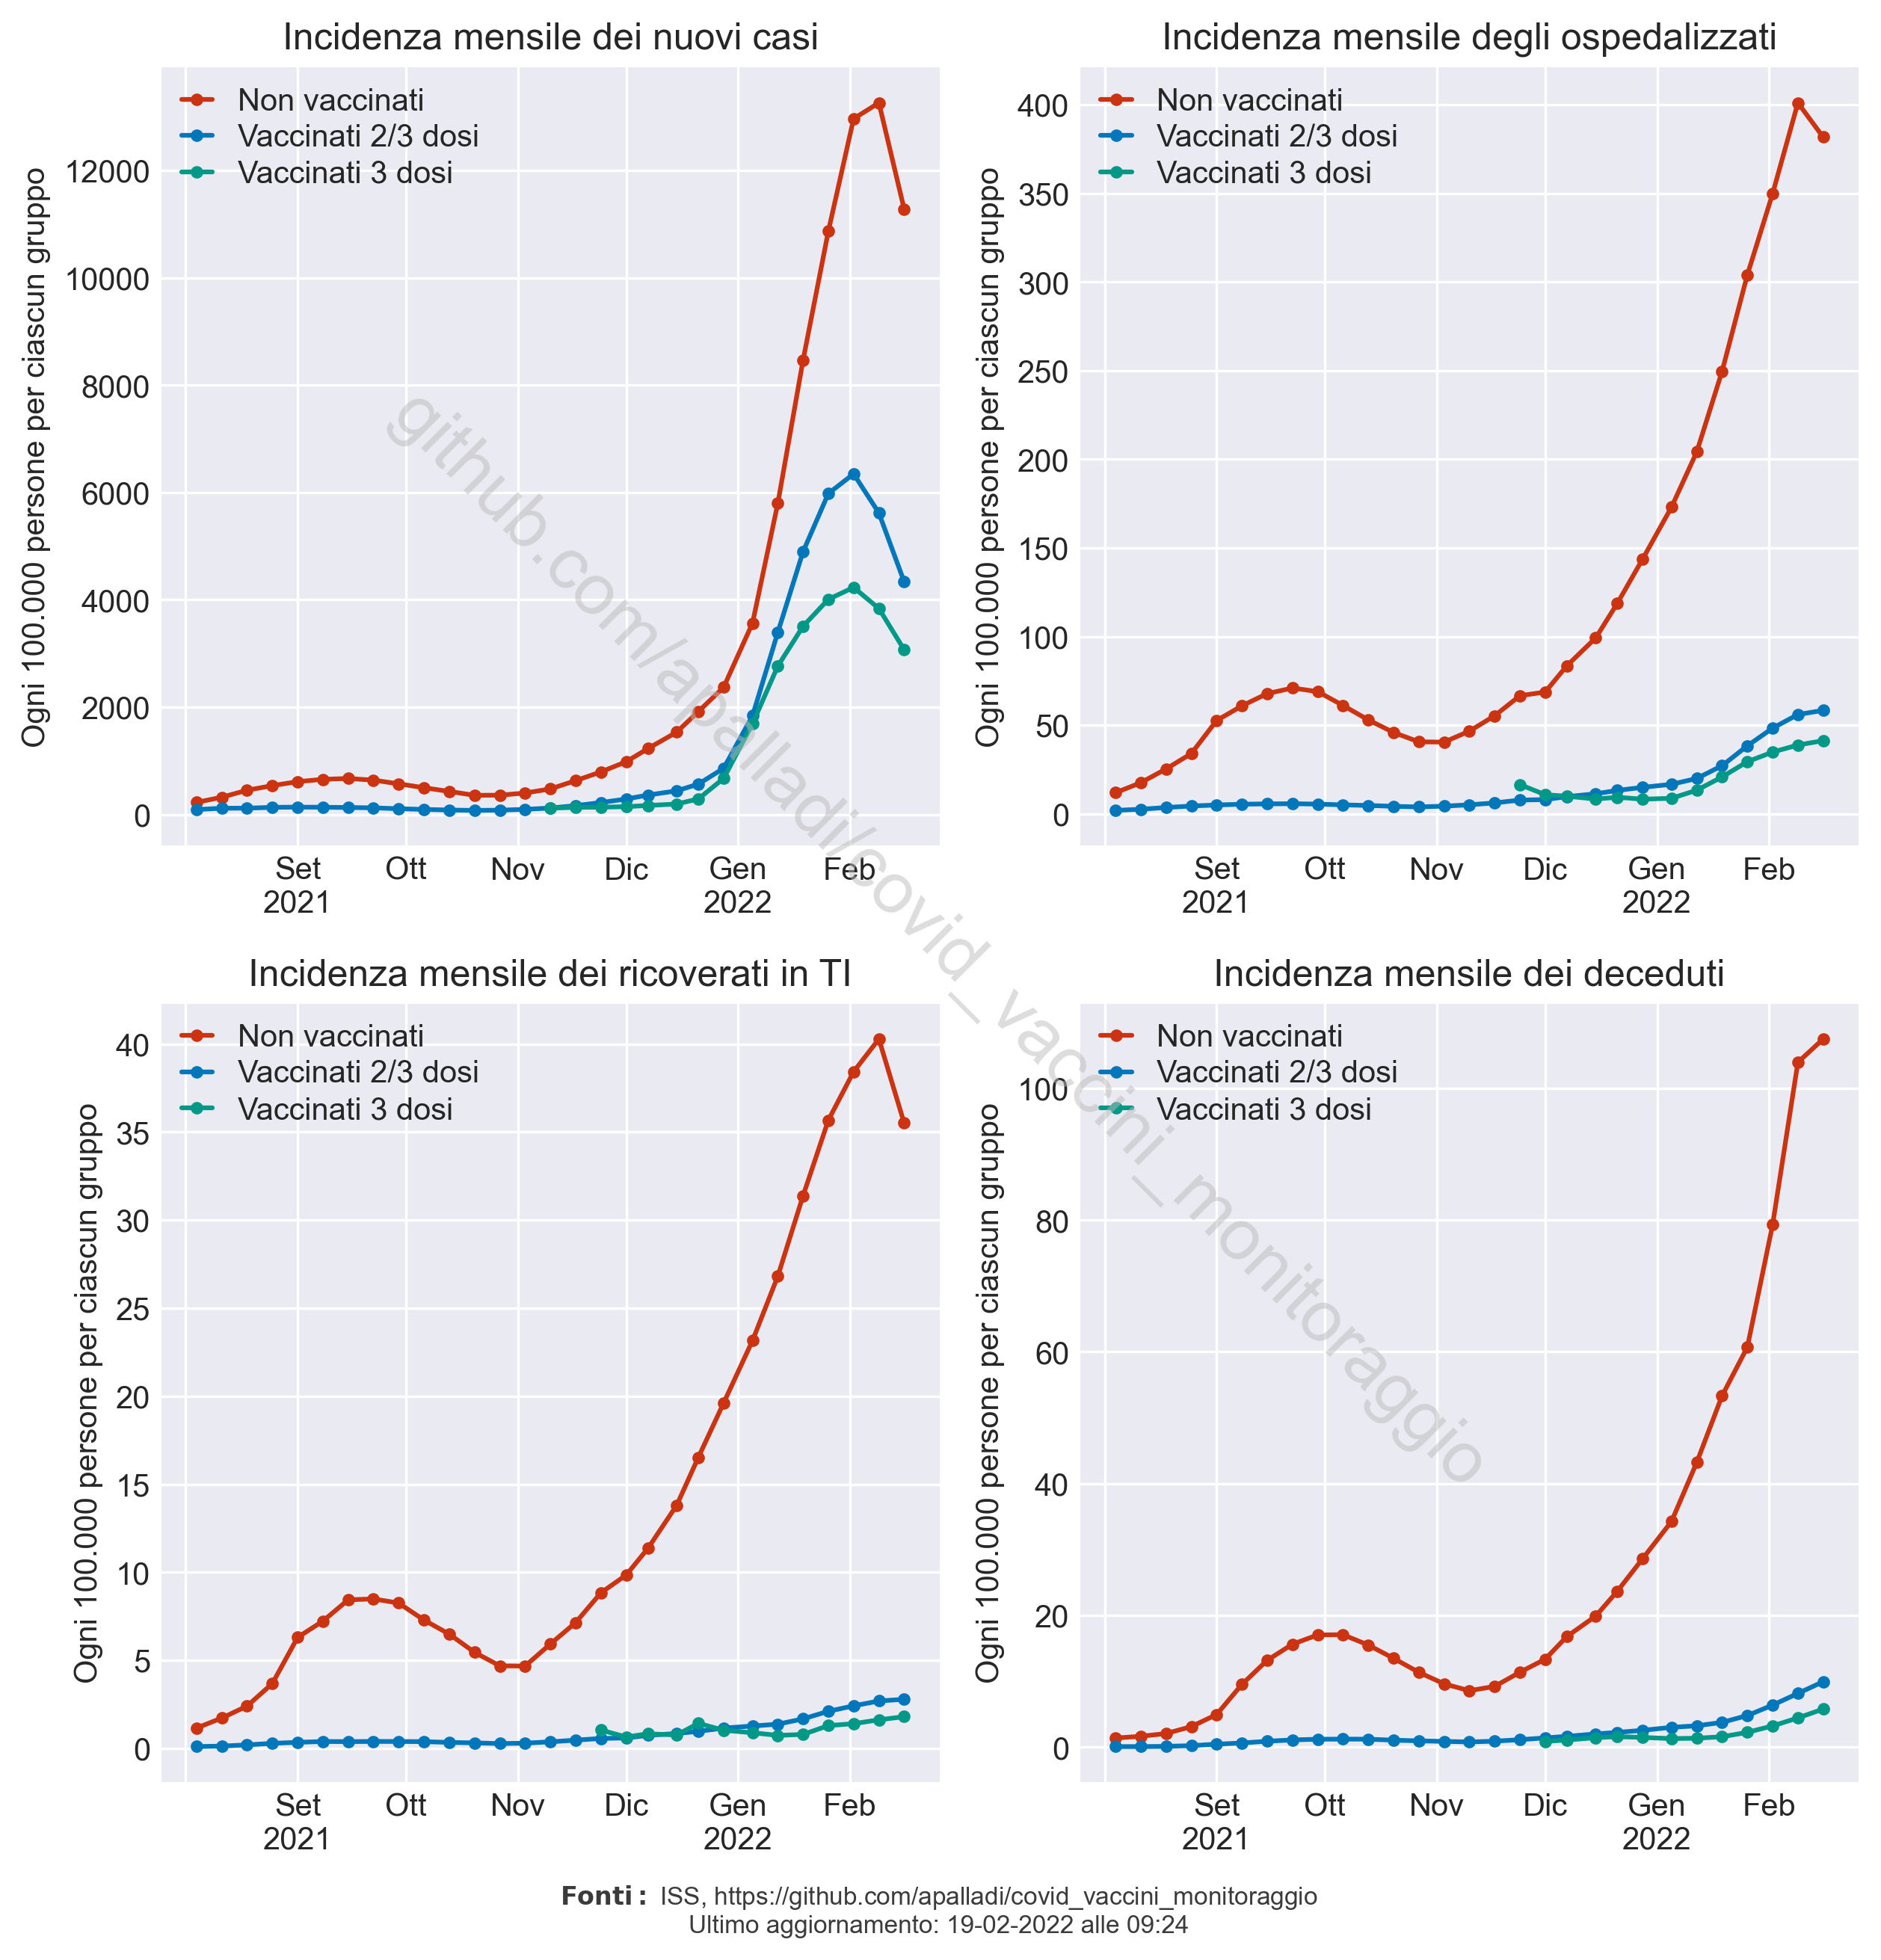 Incidenza mensile dei nuovi casi
Ogni 100.000 persone per ciascun gruppo
Non vaccinati
Vaccinati 2/3 dosi
Vaccinati 3 dosi
12000
10000
8000
6000
4000
2000
0
Set
2021
Ott
Nov
Dic
Gen
2022
Feb
Incidenza mensile degli ospedalizzati
Ogni 100.000 persone per ciascun gruppo
Non vaccinati
Vaccinati 2/3 dosi
Vaccinati 3 dosi
400
350
300
250
200
150
100
50
0
Set
2021
Ott
Nov
Dic
Gen
2022
Feb
Incidenza mensile dei ricoverati in TI
Ogni 100.000 persone per ciascun gruppo
Non vaccinati
Vaccinati 2/3 dosi
Vaccinati 3 dosi
40
35
30
25
20
15
10
5
0
Set
2021
Ott
Nov
Dic
Gen
2022
Feb
Incidenza mensile dei deceduti
Ogni 100.000 persone per ciascun gruppo
Non vaccinati
Vaccinati 2/3 dosi
Vaccinati 3 dosi
100
80
60
40
20
0
Set
2021
Ott
Nov
Dic
Gen
2022
Feb
github.com/apalladi/covid_vaccini_monitoraggio
Fonti: ISS, https://github.com/apalladi/covid_vaccini_monitoraggio
Ultimo aggiornamento: 19-02-2022 alle 09:24